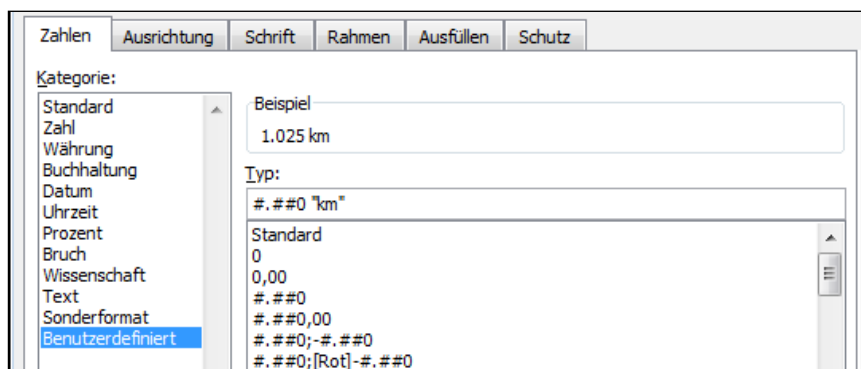 Zahlen Ausrichtung Schrift Rahmen Ausfüllen Schutz
Kategorie:
Standard
Zahl
Währung
Buchhaltung
Datum
Uhrzeit
Prozent
Bruch
Wissenschaft
Text
Sonderformat
Benutzerdefiniert
Beispiel
1.025 km
Typ:
#.##0 "km"
Standard
0
0,00
#.##0
#.##0,00
#.##0;-#.##0
#.##0;[Rot]-#.##0